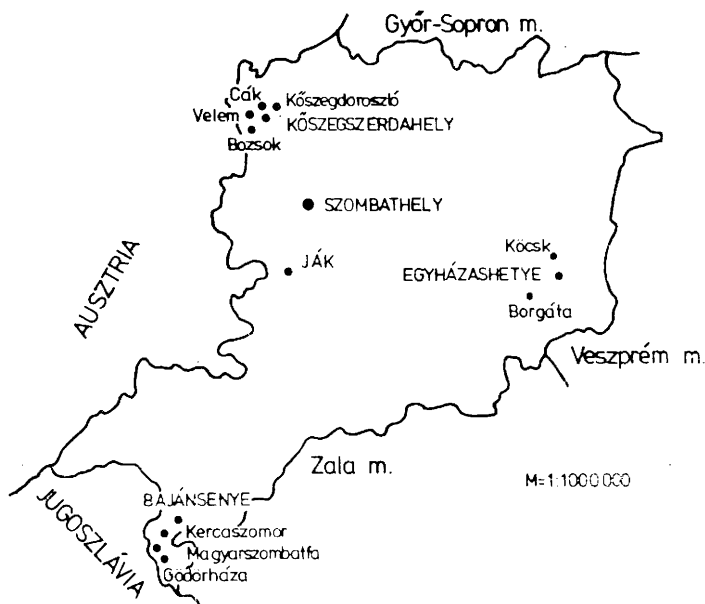 Győr-Sopron m.
Cák
Kőszegdoroszló
Velem
KŐSZEGSZERDAHELY
Bozsok
SZOMBATHELY
AUSZTRIA
JÁK
Köcsk
EGYHÁZASHETYE
Borgáta
Veszprém m.
Zala m.
M=1:1000000
JUGOSZLÁVIA
BAJÁNSENYE
Kercaszomor
Magyarszombatfa
Gödörháza